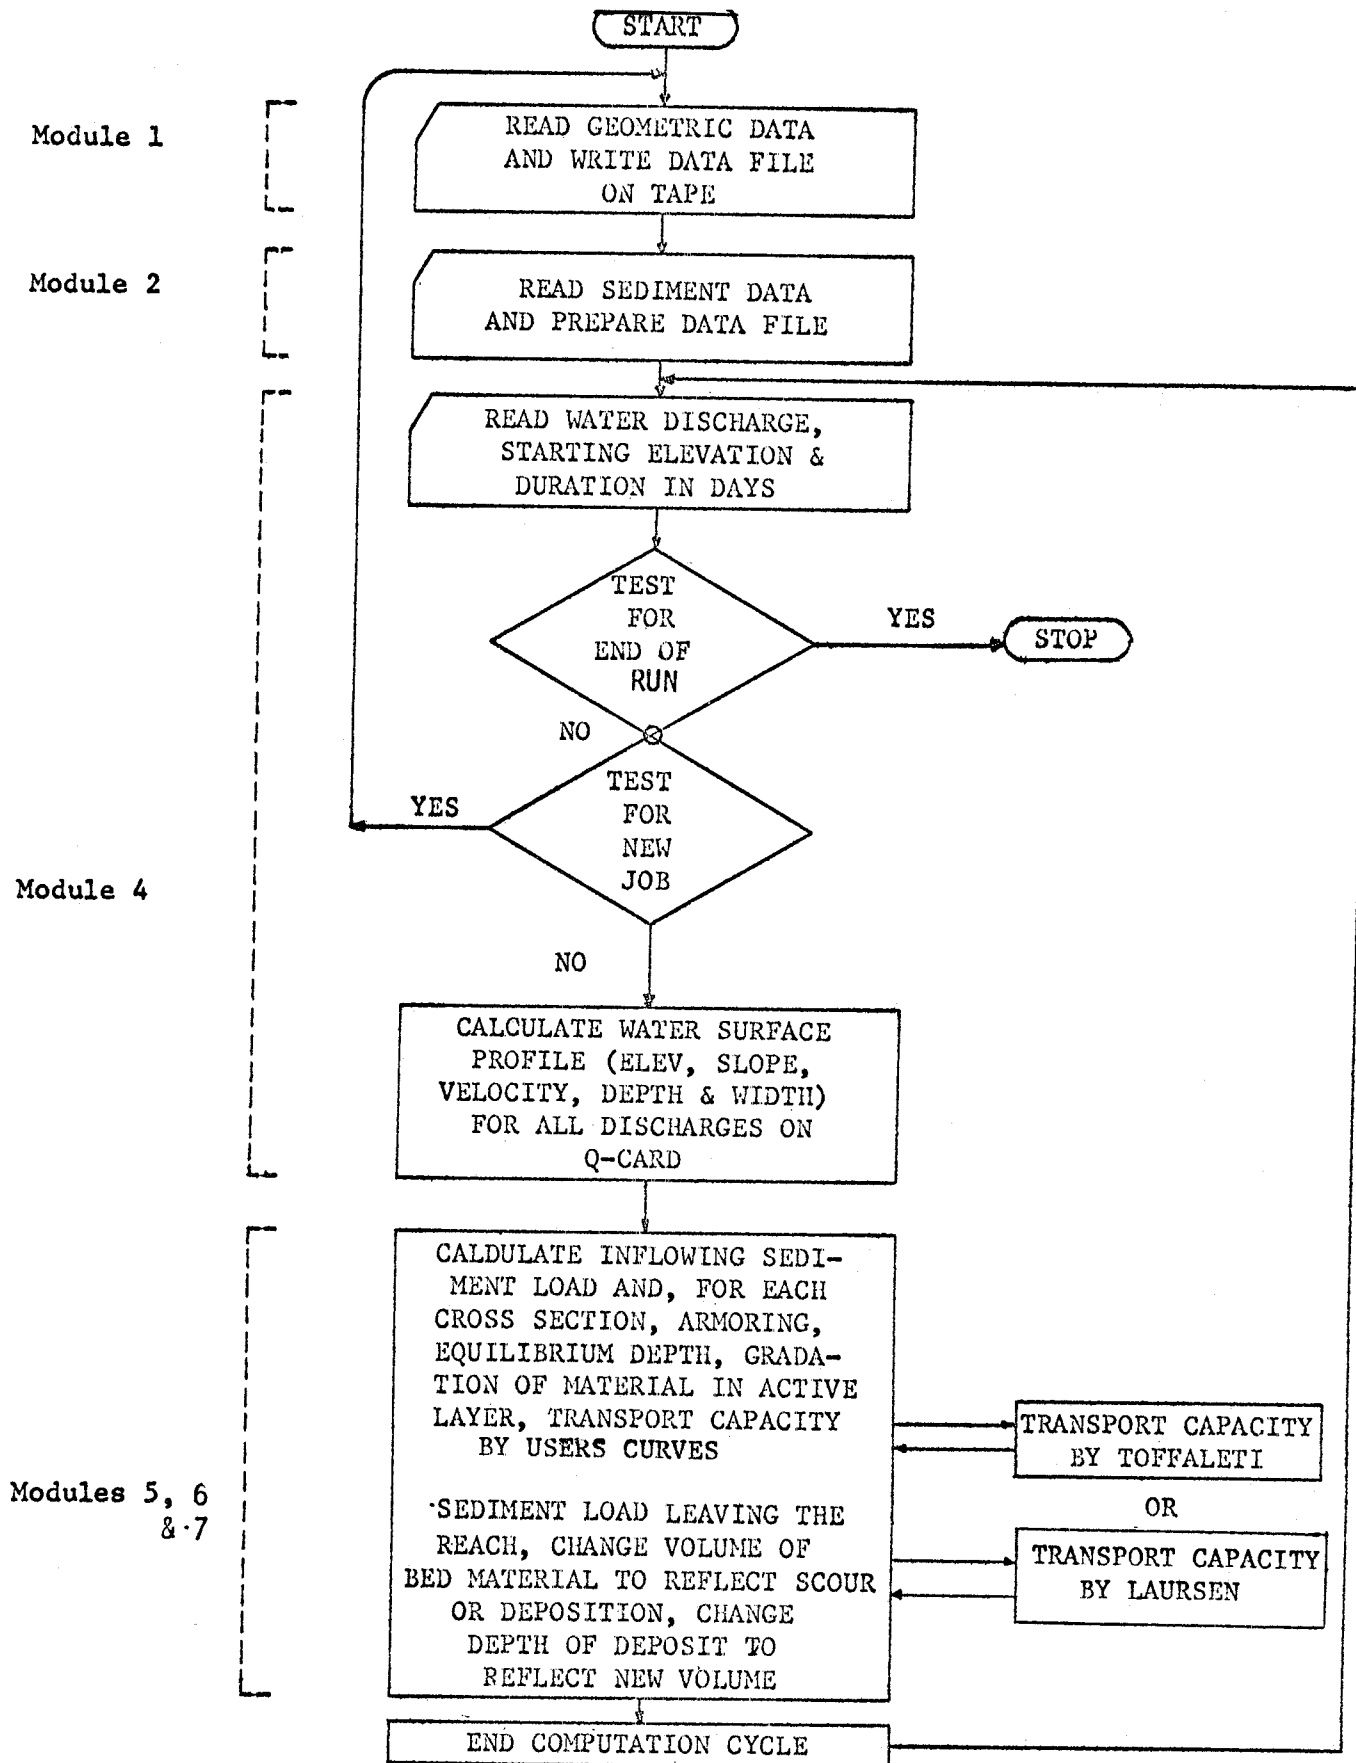 START
Module 1
READ GEOMETRIC DATA
AND WRITE DATA FILE
ON TAPE
Module 2
READ SEDIMENT DATA
AND PREPARE DATA FILE
READ WATER DISCHARGE,
STARTING ELEVATION &
DURATION IN DAYS
TEST
FOR
END OF
RUN
YES
STOP
NO
TEST
FOR
NEW
JOB
YES
Module 4
NO
CALCULATE WATER SURFACE
PROFILE (ELEV, SLOPE,
VELOCITY, DEPTH & WIDTH)
FOR ALL DISCHARGES ON
Q-CARD
CALDULATE INFLOWING SEDI-
MENT LOAD AND, FOR EACH
CROSS SECTION, ARMORING,
EQUILIBRIUM DEPTH, GRADA-
TION OF MATERIAL IN ACTIVE
LAYER, TRANSPORT CAPACITY
BY USERS CURVES
TRANSPORT CAPACITY
BY TOFFALETI
OR
Modules 5, 6
& 7
SEDIMENT LOAD LEAVING THE
REACH, CHANGE VOLUME OF
BED MATERIAL TO REFLECT SCOUR
OR DEPOSITION, CHANGE
DEPTH OF DEPOSIT TO
REFLECT NEW VOLUME
TRANSPORT CAPACITY
BY LAURSEN
END COMPUTATION CYCLE